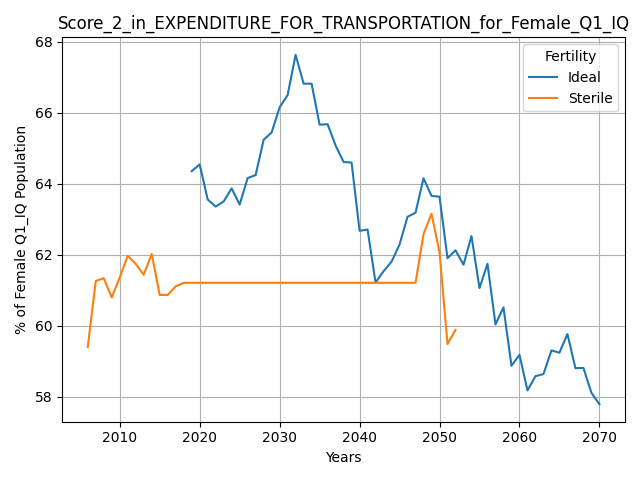 Score_2_in_EXPENDITURE_FOR_TRANSPORTATION_for_Female_Q1_IQ
Fertility
Ideal
Sterile
% of Female Q1_IQ Population
68
66
64
62
60
58
2010 2020 2030 2040 2050 2060 2070
Years